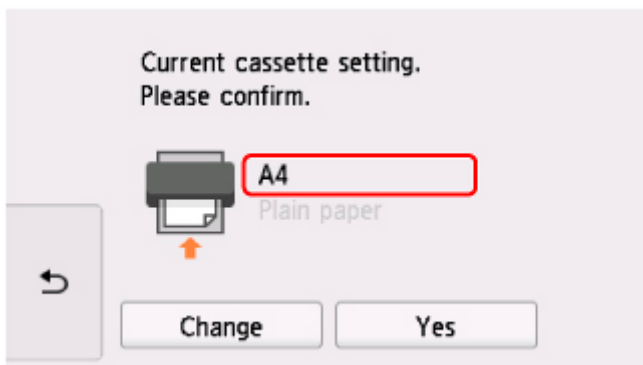 Current cassette setting.
Please confirm.
A4
Plain paper
Change
Yes